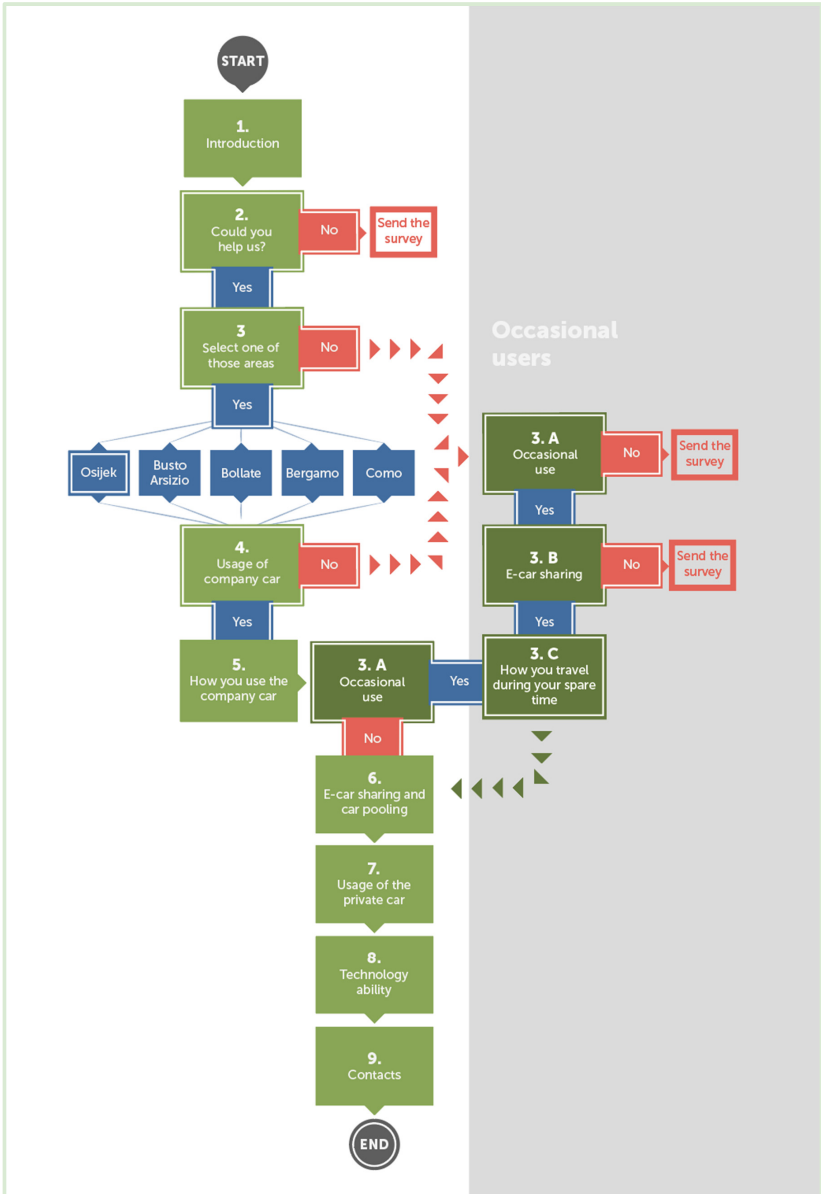 START
1.
Introduction
2.
Could you
help us?
No
Send the
survey
Yes
3
Select one of
those areas
No
Yes
Osijek
Busto
Arsizio
Bollate
Bergamo
Como
4.
Usage of
company car
No
Yes
5.
How you use the
company car
Occasional
users
3. A
Occasional
use
No
Send the
survey
Yes
3. B
E-car sharing
No
Send the
survey
Yes
3. C
How you travel
during your spare
time
3. A
Occasional
use
Yes
No
6.
E-car sharing and
car pooling
7.
Usage of the
private car
8.
Technology
ability
9.
Contacts
END